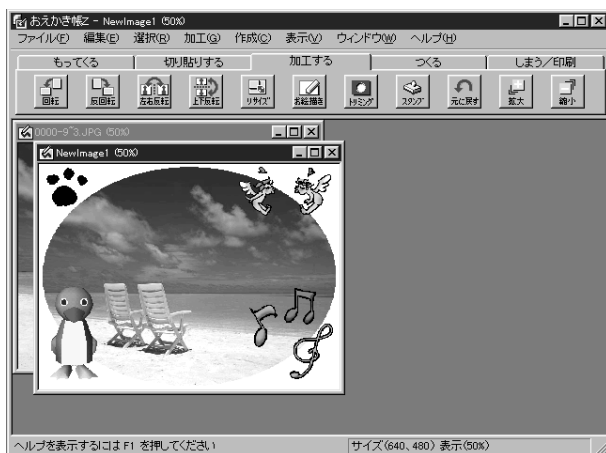 おえかき帳Z - NewImage1 (50%)
ファイル(F) 編集(E) 選択(R) 加工(G) 作成(C) 表示(V) ウィンドウ(W) ヘルプ(H)
もってくる 切り貼りする 加工する つくる しまう/印刷
回転 反回転 左右反転 上下反転 リサイズ お絵描き トリミング スタンプ 元に戻す 拡大 縮小
0000-9~3.JPG (50%)
NewImage1 (50%)
ヘルプを表示するには F1 を押してください サイズ(640、480) 表示(50%)